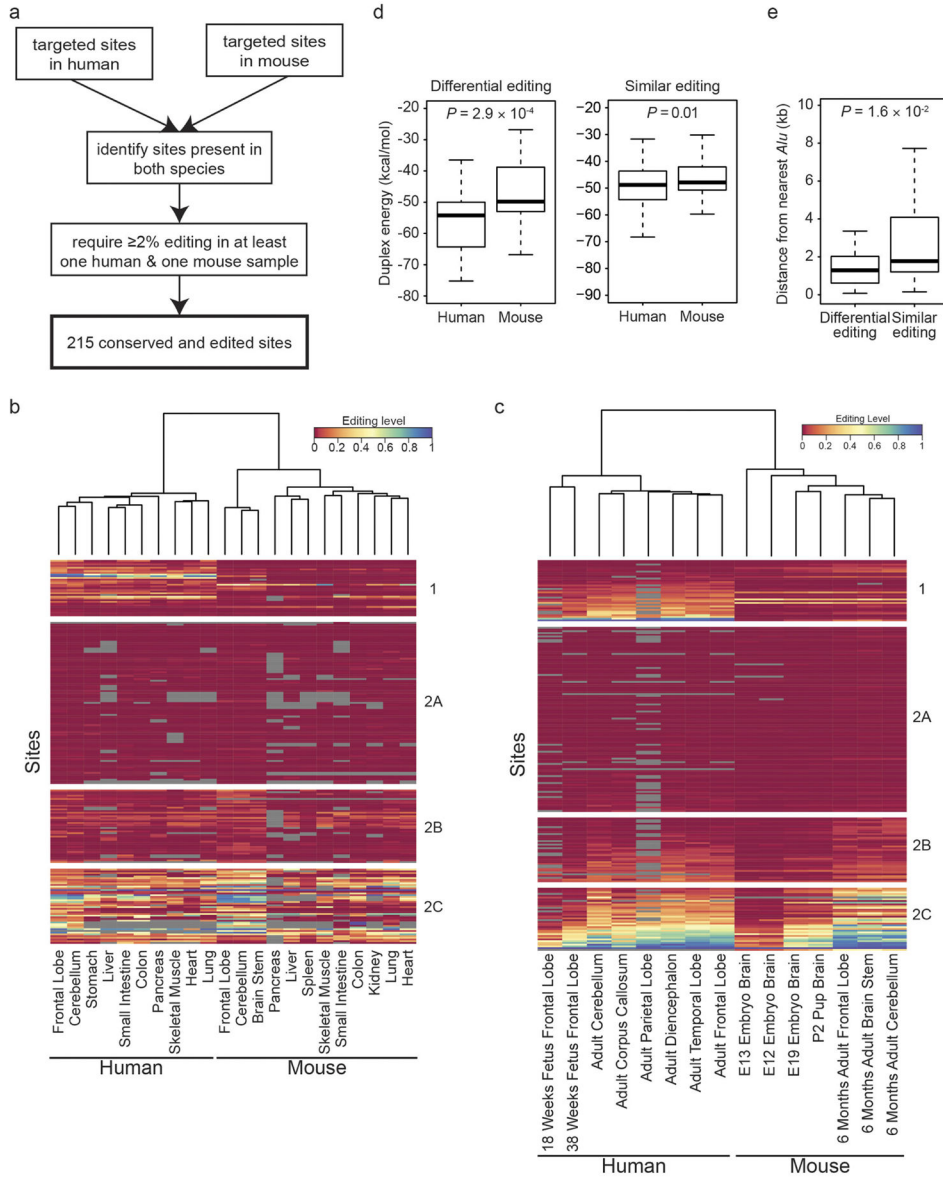 a
targeted sites
in human
targeted sites
in mouse
identify sites present in
both species
require ≥2% editing in at least
one human & one mouse sample
215 conserved and edited sites
d
Differential editing
P = 2.9 × 10-4
Duplex energy (kcal/mol)
-20
-30
-40
-50
-60
-70
-80
Human
Mouse
Similar editing
P = 0.01
-20
-30
-40
-50
-60
-70
-80
-90
Human
Mouse
e
P = 1.6 × 10-2
Distance from nearest Alu (kb)
10
8
6
4
2
0
Differential
editing
Similar
editing
b
Editing level
0
0.2
0.4
0.6
0.8
1
Sites
1
2A
2B
2C
Frontal Lobe
Cerebellum
Stomach
Liver
Small Intestine
Colon
Pancreas
Skeletal Muscle
Heart
Lung
Frontal Lobe
Cerebellum
Brain Stem
Pancreas
Liver
Spleen
Skeletal Muscle
Small Intestine
Colon
Kidney
Lung
Heart
Human
Mouse
c
Editing Level
0
0.2
0.4
0.6
0.8
1
Sites
1
2A
2B
2C
18 Weeks Fetus Frontal Lobe
38 Weeks Fetus Frontal Lobe
Adult Cerebellum
Adult Corpus Callosum
Adult Parietal Lobe
Adult Diencephalon
Adult Temporal Lobe
Adult Frontal Lobe
E13 Embryo Brain
E12 Embryo Brain
E19 Embryo Brain
P2 Pup Brain
6 Months Adult Frontal Lobe
6 Months Adult Brain Stem
6 Months Adult Cerebellum
Human
Mouse